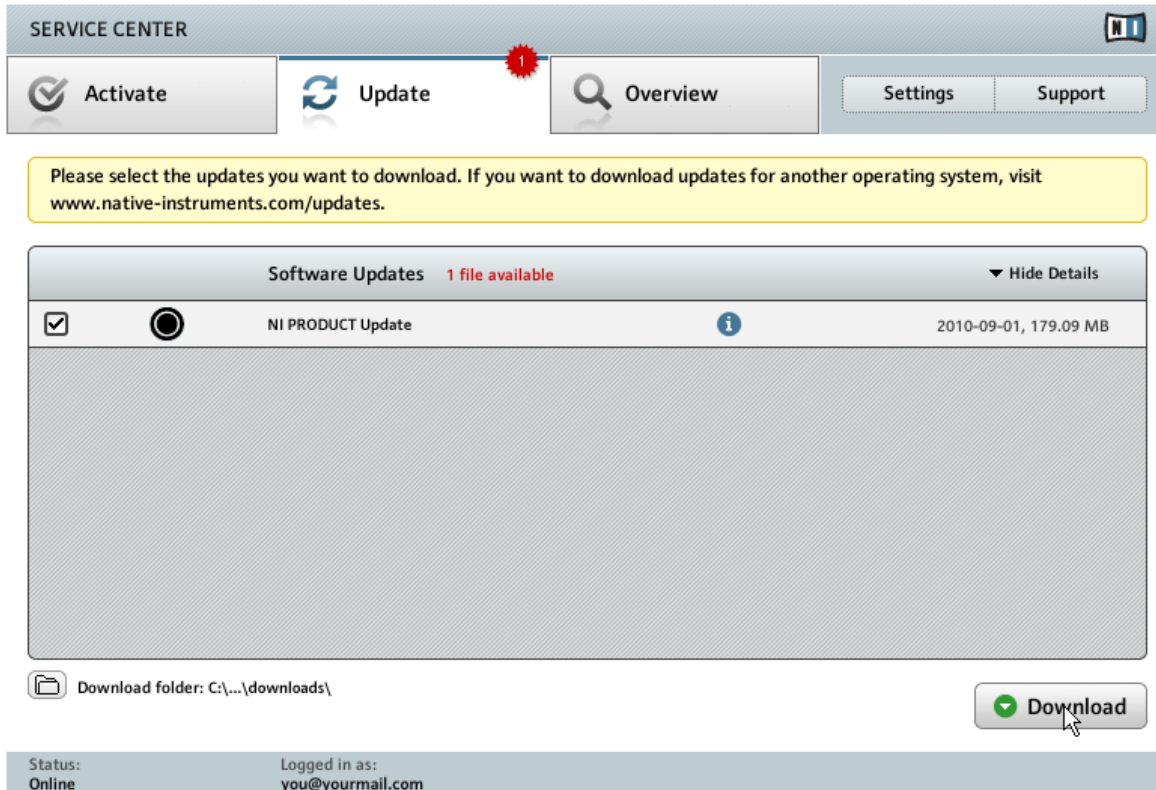 SERVICE CENTER
NI
Activate
Update
1
Overview
Settings
Support
Please select the updates you want to download. If you want to download updates for another operating system, visit
www.native-instruments.com/updates.
Software Updates 1 file available Hide Details
NI PRODUCT Update i 2010-09-01, 179.09 MB
Download folder: C:\...\downloads\
Download
Status: Logged in as:
Online you@yourmail.com